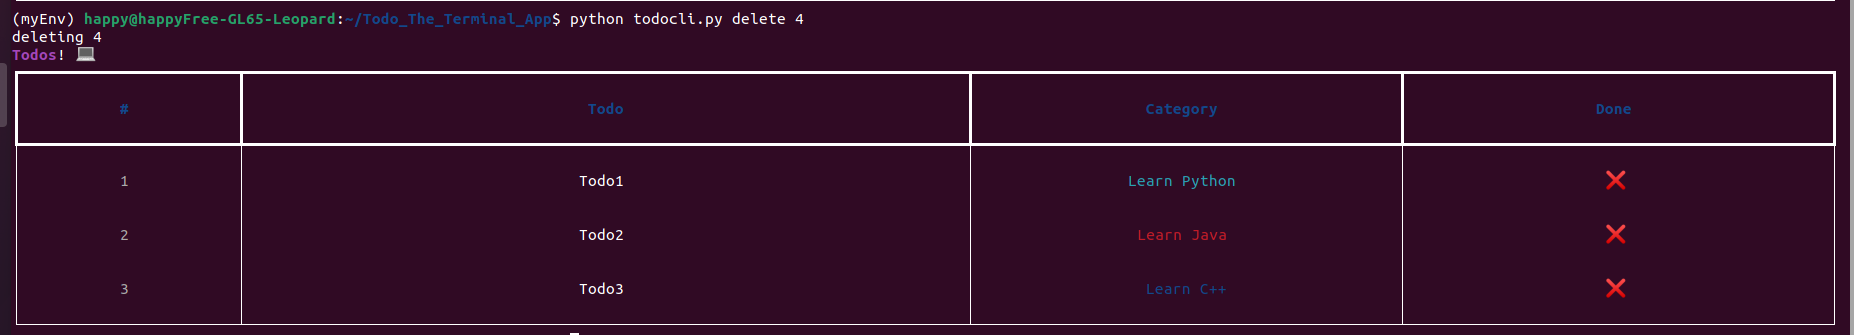 (myEnv) happy@happyFree-GL65-Leopard:~/Todo_The_Terminal_App$ python todocli.py delete 4
deleting 4
Todos! 💻
# Todo Category Done
1 Todo1 Learn Python ❌
2 Todo2 Learn Java ❌
3 Todo3 Learn C++ ❌